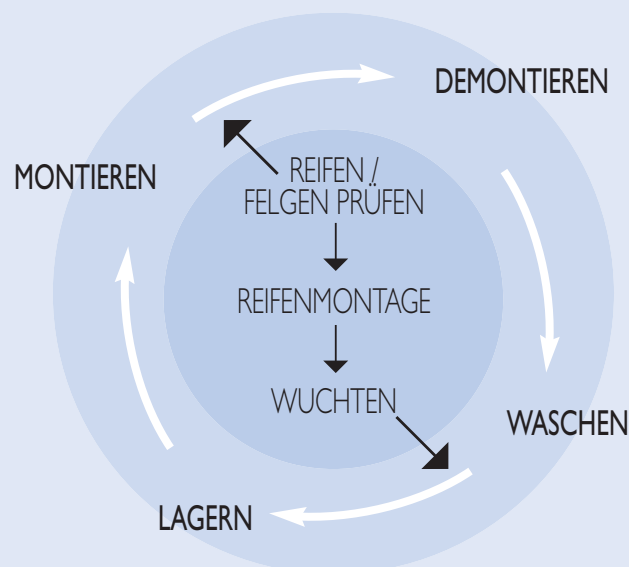 DEMONTIEREN
MONTIEREN
REIFEN /
FELGEN PRÜFEN
REIFENMONTAGE
WUCHTEN
WASCHEN
LAGERN